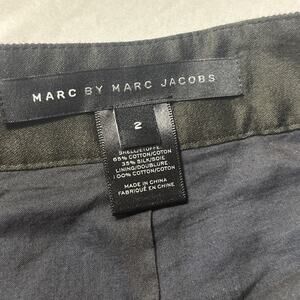 MARC BY MARC JACOBS
2
SHELL/ETOFFE
65% COTTON/COTON
35% SILK/SOIE
LINING/DOUBLURE
100% COTTON/COTON
MADE IN CHINA
FABRIQUÉ EN CHINE